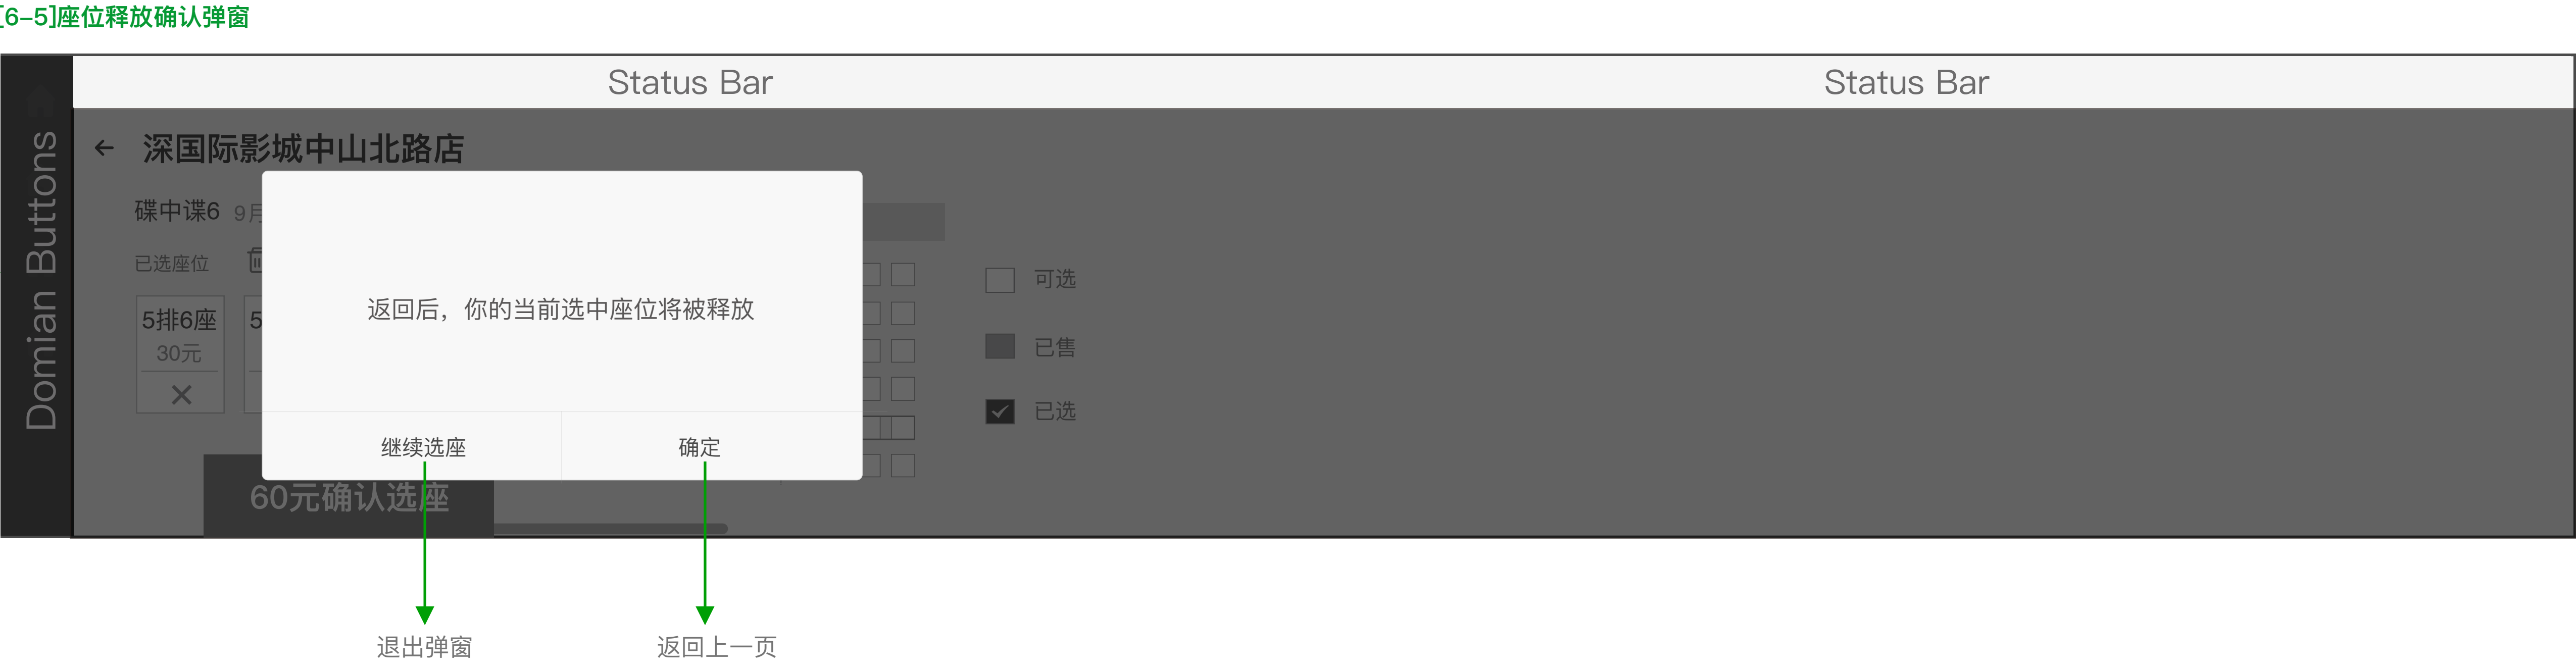 [6-5]座位释放确认弹窗
Status Bar
Status Bar
Domian Buttons
深国际影城中山北路店
碟中谍6 9月
已选座位
5排6座
30元
5
返回后，你的当前选中座位将被释放
继续选座
确定
可选
已售
已选
60元确认选座
退出弹窗
返回上一页